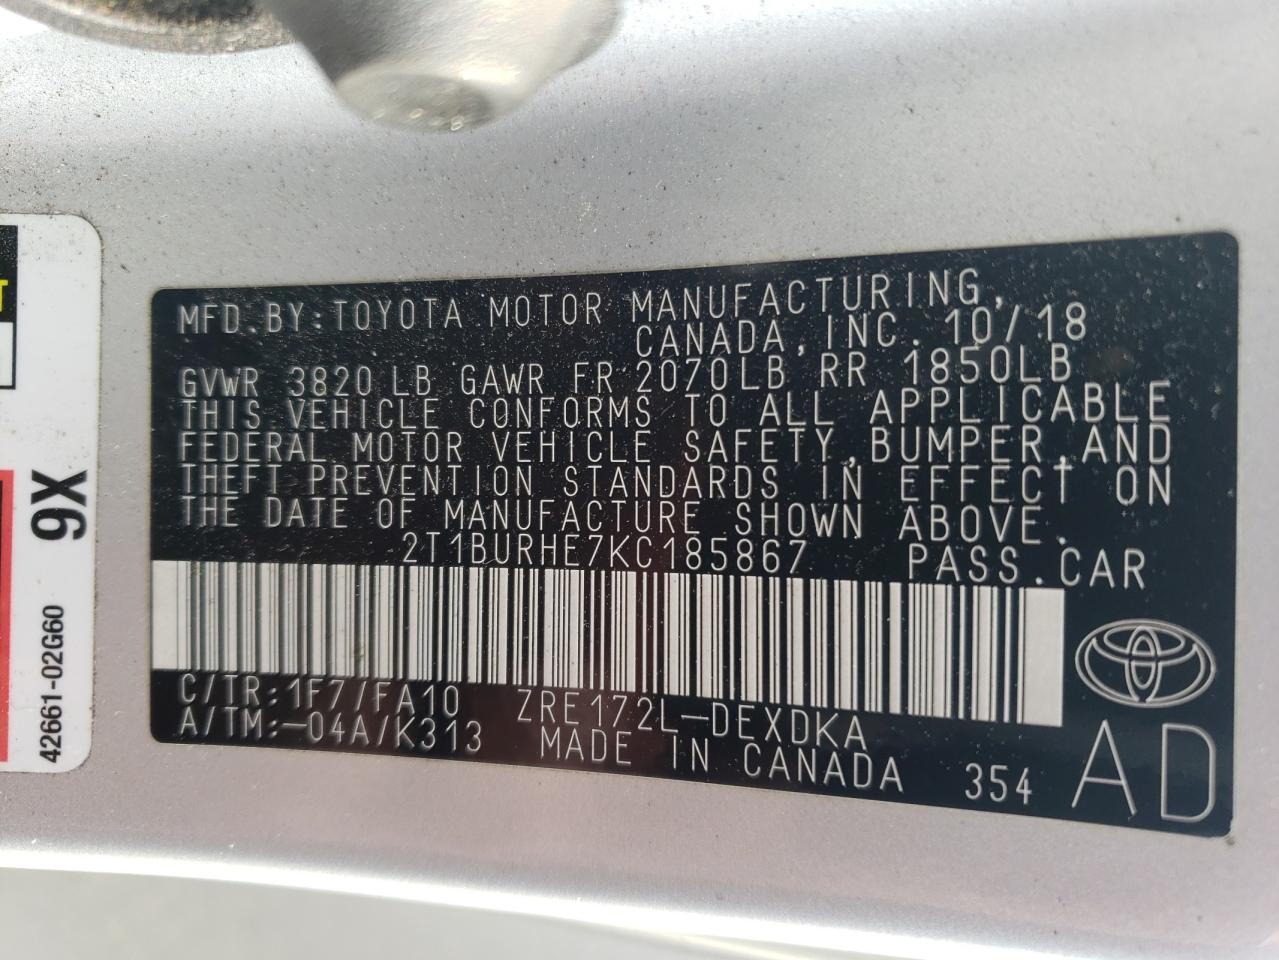 MFD.BY:TOYOTA MOTOR MANUFACTURING,
CANADA,INC. 10/18
GVWR 3820LB GAWR FR 2070LB RR 1850LB
THIS VEHICLE CONFORMS TO ALL APPLICABLE
FEDERAL MOTOR VEHICLE SAFETY,BUMPER,AND
THEFT PREVENTION STANDARDS IN EFFECT ON
THE DATE OF MANUFACTURE SHOWN ABOVE.
2T1BURHE7KC185867 PASS.CAR
C/TR:1F7/FA10 ZRE172L-DEXDKA
A/TM:-04A/K313 MADE IN CANADA 354 AD
9X
42661-02G60
T